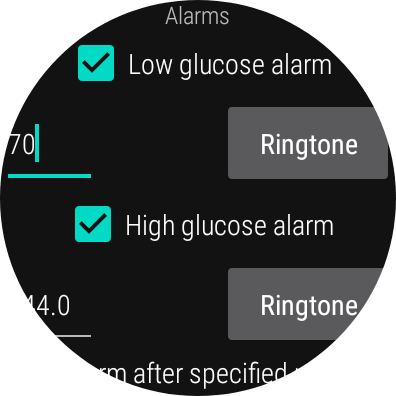 Alarms
Low glucose alarm
70
Ringtone
High glucose alarm
44.0
Ringtone
after specified